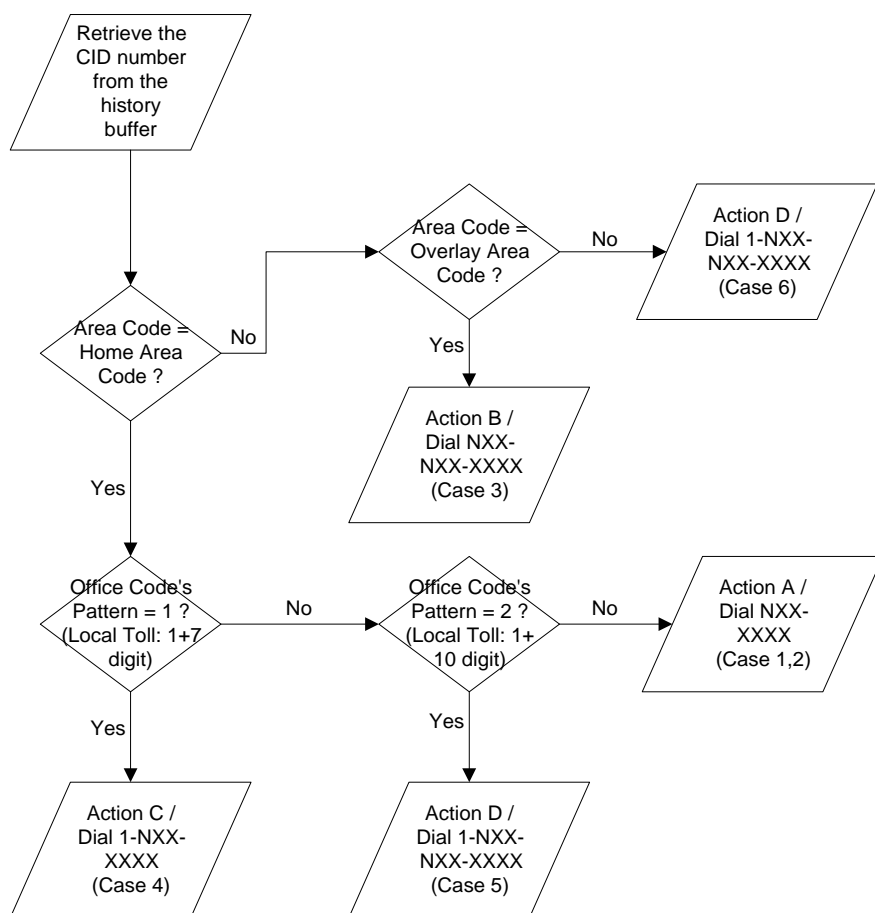 Retrieve the
CID number
from the
history
buffer
Area Code =
Overlay Area
Code ?
No
Action D /
Dial 1-NXX-
NXX-XXXX
(Case 6)
Area Code =
Home Area
Code ?
No
Yes
Action B /
Dial NXX-
NXX-XXXX
(Case 3)
Yes
Office Code's
Pattern = 1 ?
(Local Toll: 1+7
digit)
No
Office Code's
Pattern = 2 ?
(Local Toll: 1+
10 digit)
No
Action A /
Dial NXX-
XXXX
(Case 1,2)
Yes
Action C /
Dial 1-NXX-
XXXX
(Case 4)
Yes
Action D /
Dial 1-NXX-
NXX-XXXX
(Case 5)